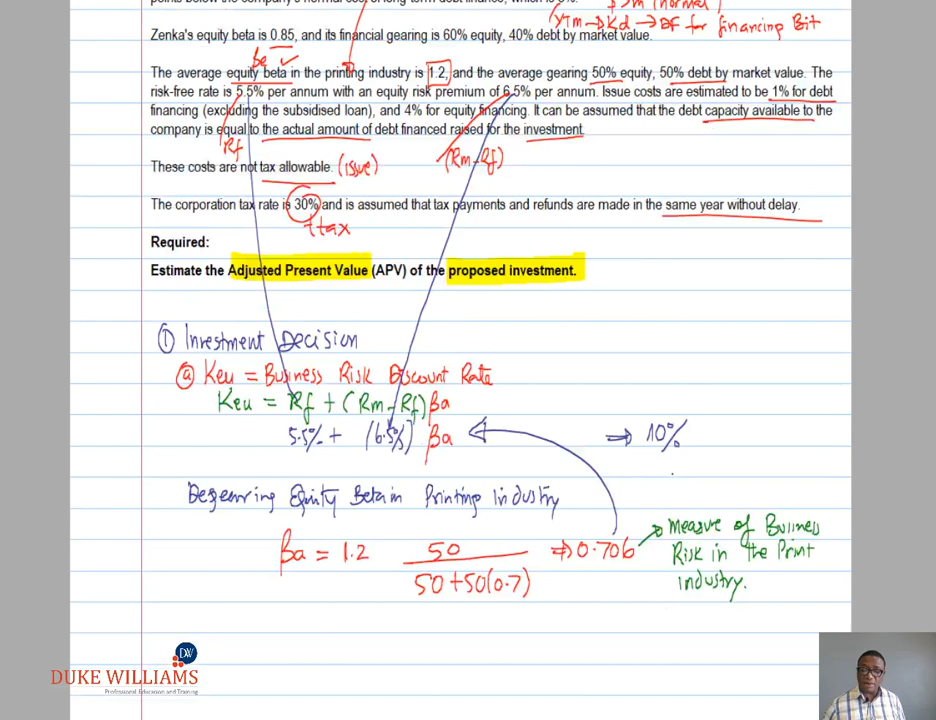 points below the company's normal cost of long term debt finance, which is 8%.
(normal)
YTm → Kd → DF for financing Bit
Zenka's equity beta is 0.85, and its financial gearing is 60% equity, 40% debt by market value.
βe
The average equity beta in the printing industry is 1.2, and the average gearing 50% equity, 50% debt by market value. The
risk-free rate is 5.5% per annum with an equity risk premium of 6.5% per annum. Issue costs are estimated to be 1% for debt
financing (excluding the subsidised loan), and 4% for equity financing. It can be assumed that the debt capacity available to the
company is equal to the actual amount of debt financed raised for the investment.
Rf
(Rm-Rf)
These costs are not tax allowable. (issue)
The corporation tax rate is 30% and is assumed that tax payments and refunds are made in the same year without delay.
tax
Required:
Estimate the Adjusted Present Value (APV) of the proposed investment.
① Investment Decision
ⓐ Keu = Business Risk Discount Rate
Keu = Rf + (Rm-Rf) βa
5.5% + (6.5%) βa ⇒ 10%
Degearing Equity Beta in Printing industry
βa = 1.2 50 ⇒ 0.706
50 + 50(0.7)
Measure of Business
Risk in the Print
industry.
DW
DUKE WILLIAMS
Professional Education and Training